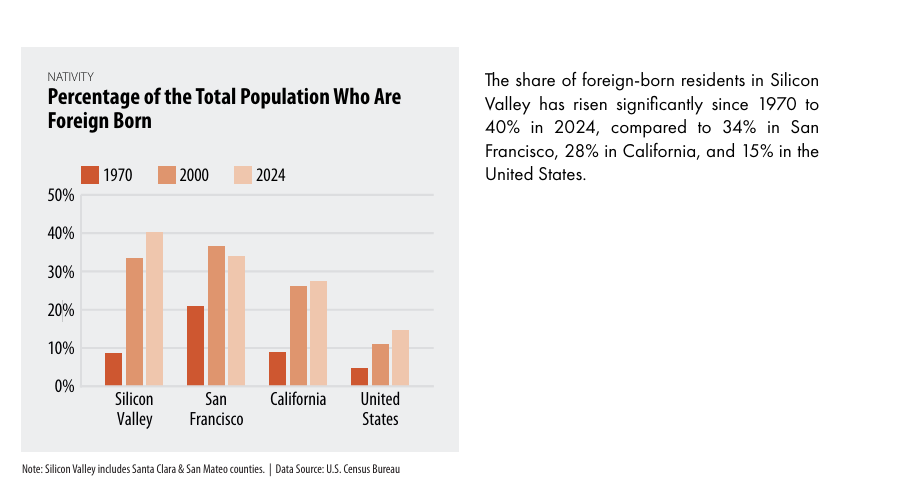 NATIVITY
Percentage of the Total Population Who Are
Foreign Born
1970 2000 2024
50%
40%
30%
20%
10%
0%
Silicon Valley
San Francisco
California
United States
Note: Silicon Valley includes Santa Clara & San Mateo counties. | Data Source: U.S. Census Bureau
The share of foreign-born residents in Silicon
Valley has risen significantly since 1970 to
40% in 2024, compared to 34% in San
Francisco, 28% in California, and 15% in the
United States.